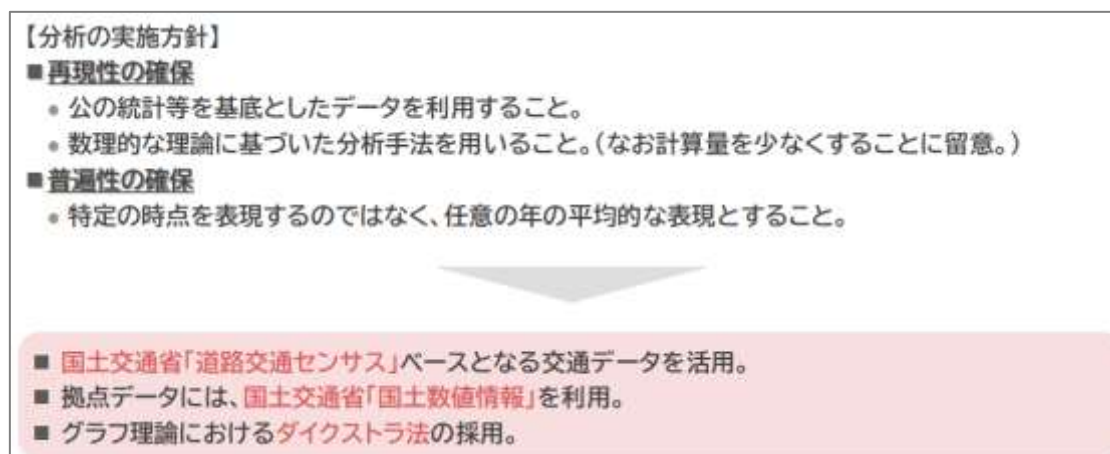 【分析の実施方針】
■再現性の確保
● 公の統計等を基底としたデータを利用すること。
● 数理的な理論に基づいた分析手法を用いること。(なお計算量を少なくすることに留意。)
■普遍性の確保
● 特定の時点を表現するのではなく、任意の年の平均的な表現とすること。
■ 国土交通省「道路交通センサス」ベースとなる交通データを活用。
■ 拠点データには、国土交通省「国土数値情報」を利用。
■ グラフ理論におけるダイクストラ法の採用。